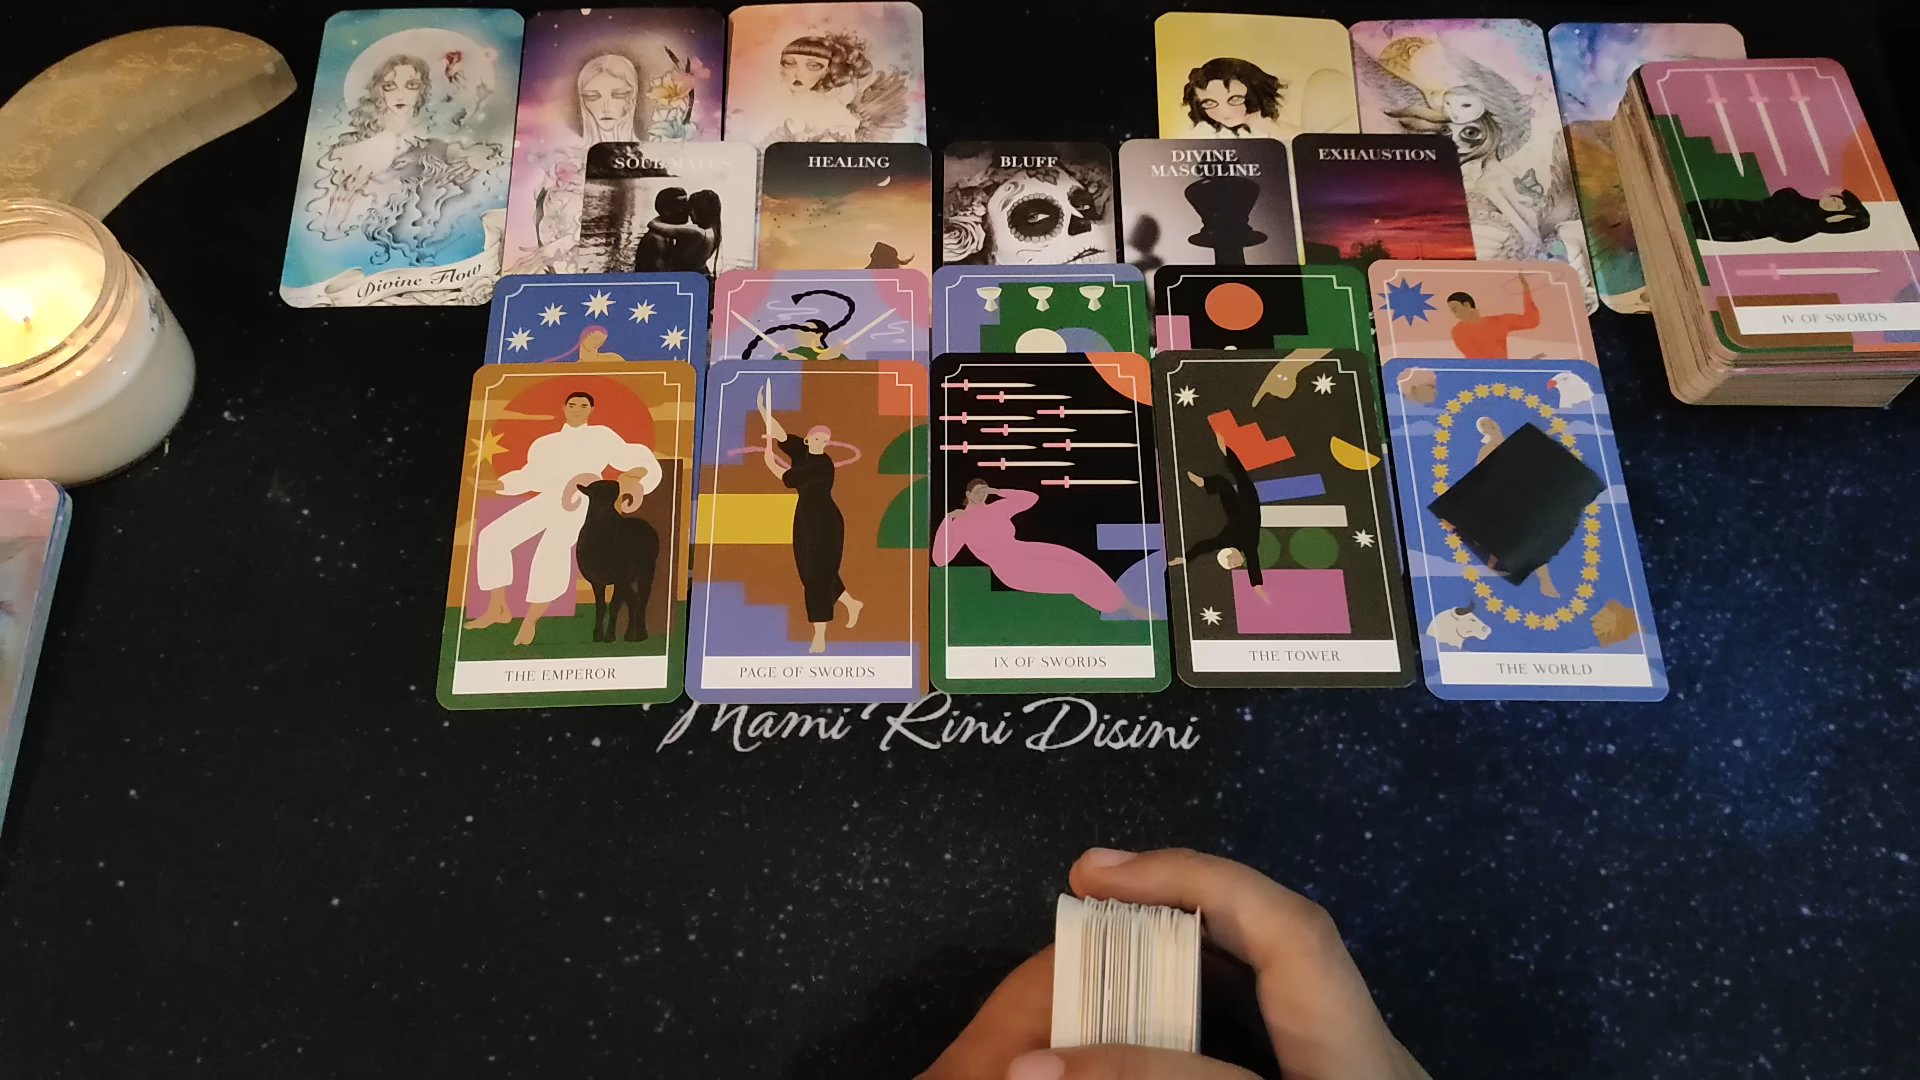 Divine Flow
SOULMATES
HEALING
BLUFF
DIVINE
MASCULINE
EXHAUSTION
IV OF SWORDS
THE EMPEROR
PAGE OF SWORDS
IX OF SWORDS
THE TOWER
THE WORLD
Mami Rini Disini